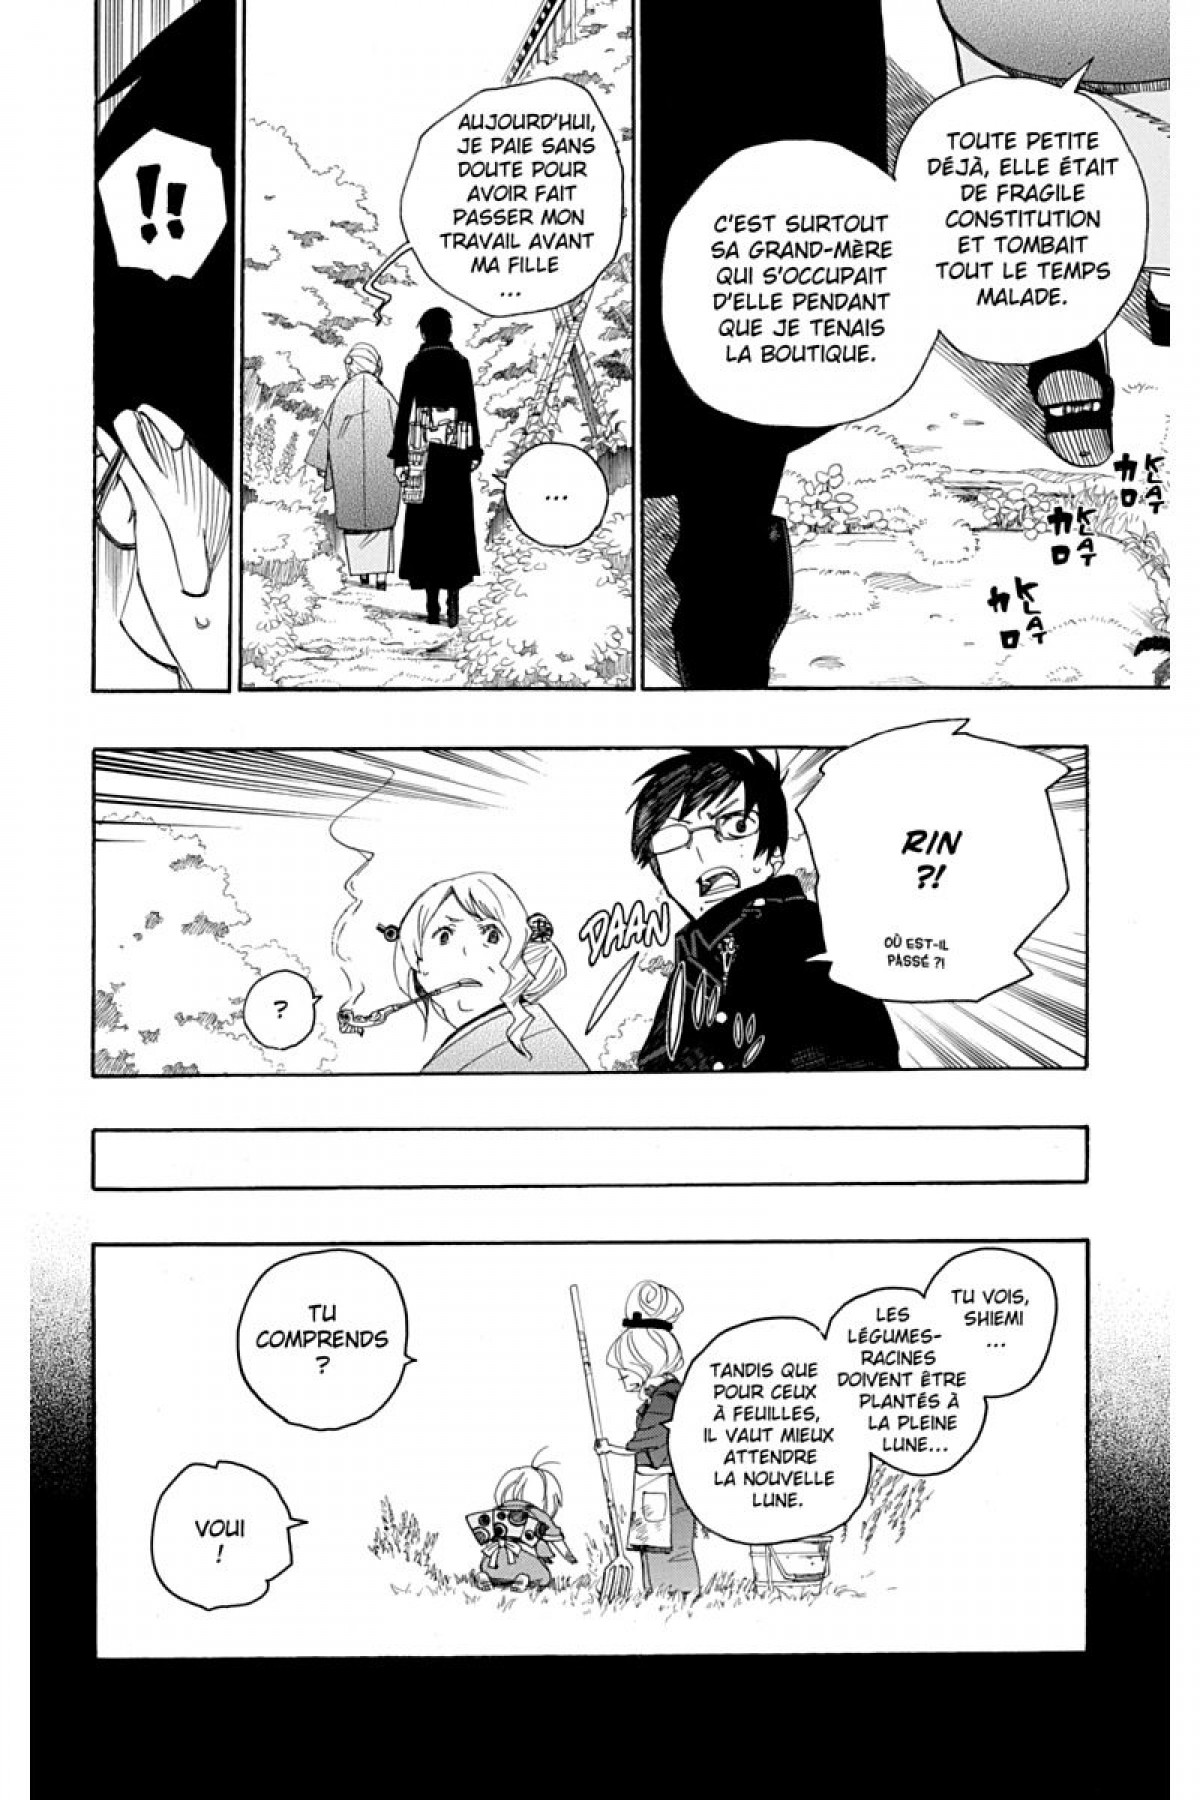 TOUTE PETITE
DÉJÀ, ELLE ÉTAIT
DE FRAGILE
CONSTITUTION
ET TOMBAIT
TOUT LE TEMPS
MALADE.
C'EST SURTOUT
SA GRAND-MÈRE
QUI S'OCCUPAIT
D'ELLE PENDANT
QUE JE TENAIS
LA BOUTIQUE.
KLAT
カロ
KLAT
カロ
KLAT
カロ
AUJOURD'HUI,
JE PAIE SANS
DOUTE POUR
AVOIR FAIT
PASSER MON
TRAVAIL AVANT
MA FILLE
...
...
!!
RIN
?!
OÙ EST-IL
PASSÉ ?!
DAAN
?
TU VOIS,
SHIEMI
...
LES
LÉGUMES-
RACINES
DOIVENT ÊTRE
PLANTÉS À
LA PLEINE
LUNE...
TANDIS QUE
POUR CEUX
À FEUILLES,
IL VAUT MIEUX
ATTENDRE
LA NOUVELLE
LUNE.
TU
COMPRENDS
?
VOUI
!